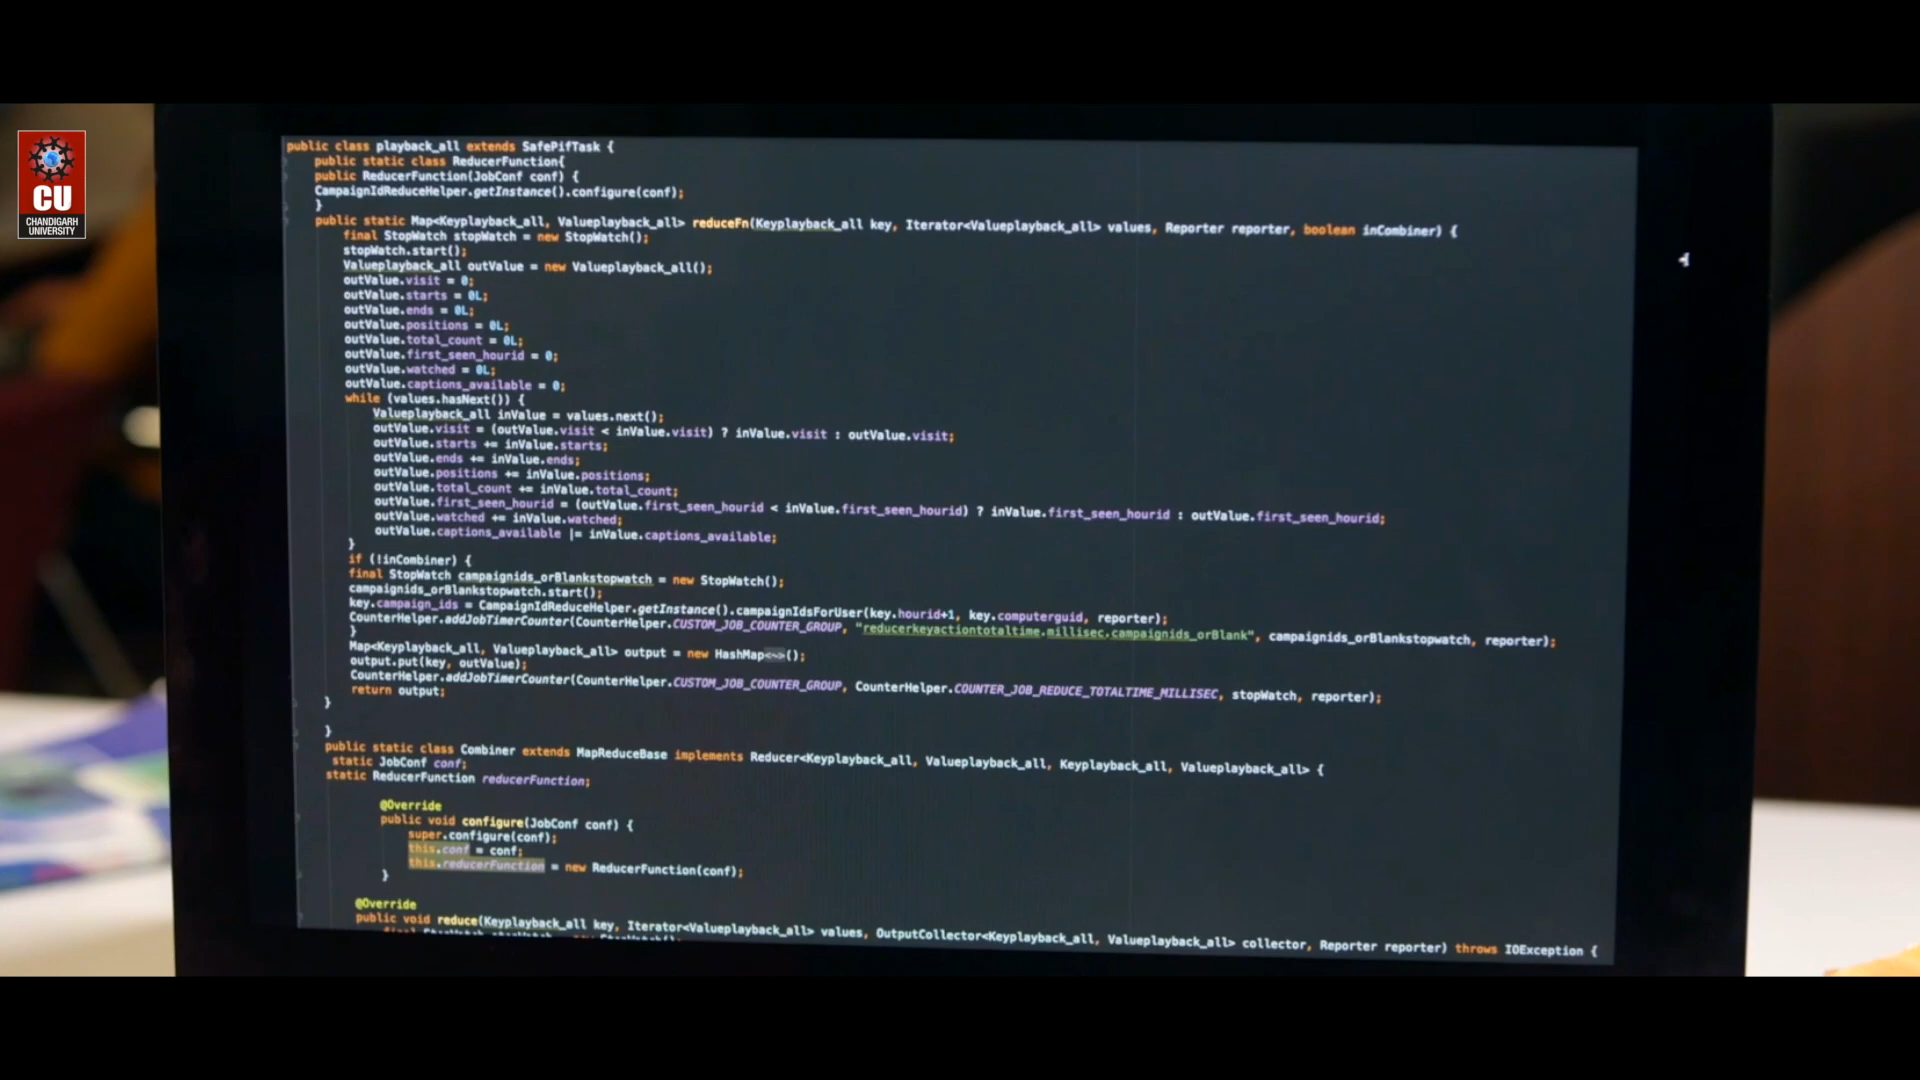 CU
CHANDIGARH
UNIVERSITY
public class playback_all extends SafePifTask {
public static class ReducerFunction{
public ReducerFunction(JobConf conf) {
CampaignIdReduceHelper.getInstance().configure(conf);
}
public static Map<Keyplayback_all, Valueplayback_all> reduceFn(Keyplayback_all key, Iterator<Valueplayback_all> values, Reporter reporter, boolean inCombiner) {
final StopWatch stopWatch = new StopWatch();
stopWatch.start();
Valueplayback_all outValue = new Valueplayback_all();
outValue.visit = 0;
outValue.starts = 0L;
outValue.ends = 0L;
outValue.positions = 0L;
outValue.total_count = 0L;
outValue.first_seen_hourid = 0;
outValue.watched = 0L;
outValue.captions_available = 0;
while (values.hasNext()) {
Valueplayback_all inValue = values.next();
outValue.visit = (outValue.visit < inValue.visit) ? inValue.visit : outValue.visit;
outValue.starts += inValue.starts;
outValue.ends += inValue.ends;
outValue.positions += inValue.positions;
outValue.total_count += inValue.total_count;
outValue.first_seen_hourid = (outValue.first_seen_hourid < inValue.first_seen_hourid) ? inValue.first_seen_hourid : outValue.first_seen_hourid;
outValue.watched += inValue.watched;
outValue.captions_available |= inValue.captions_available;
}
if (!inCombiner) {
final StopWatch campaignids_orBlankstopwatch = new StopWatch();
campaignids_orBlankstopwatch.start();
key.campaign_ids = CampaignIdReduceHelper.getInstance().campaignIdsForUser(key.hourid+1, key.computerguid, reporter);
CounterHelper.addJobTimerCounter(CounterHelper.CUSTOM_JOB_COUNTER_GROUP, "reducerkeyactiontotaltime.millisec.campaignids_orBlank", campaignids_orBlankstopwatch, reporter);
}
Map<Keyplayback_all, Valueplayback_all> output = new HashMap<~>();
output.put(key, outValue);
CounterHelper.addJobTimerCounter(CounterHelper.CUSTOM_JOB_COUNTER_GROUP, CounterHelper.COUNTER_JOB_REDUCE_TOTALTIME_MILLISEC, stopWatch, reporter);
return output;
}
}
public static class Combiner extends MapReduceBase implements Reducer<Keyplayback_all, Valueplayback_all, Keyplayback_all, Valueplayback_all> {
static JobConf conf;
static ReducerFunction reducerFunction;
@Override
public void configure(JobConf conf) {
super.configure(conf);
this.conf = conf;
this.reducerFunction = new ReducerFunction(conf);
}
@Override
public void reduce(Keyplayback_all key, Iterator<Valueplayback_all> values, OutputCollector<Keyplayback_all, Valueplayback_all> collector, Reporter reporter) throws IOException {